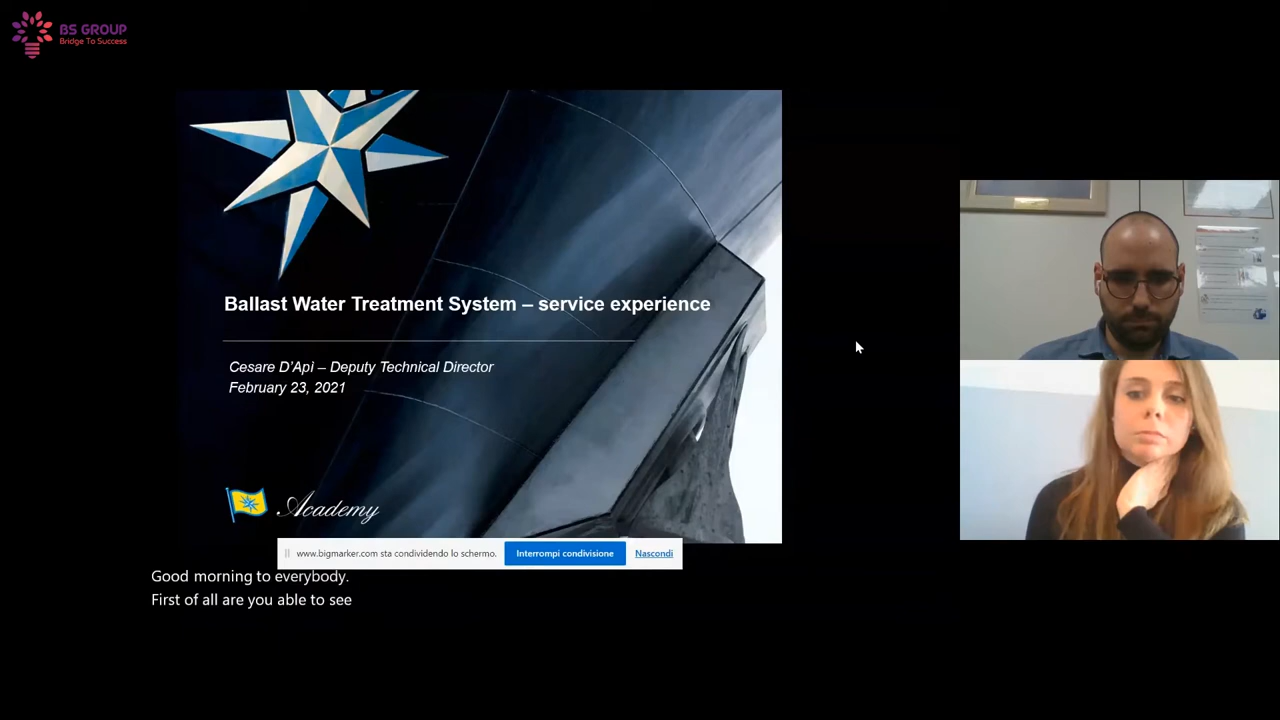 BS GROUP
Bridge To Success
Ballast Water Treatment System – service experience
Cesare D'Apì – Deputy Technical Director
February 23, 2021
Academy
www.bigmarker.com sta condividendo lo schermo.
Interrompi condivisione
Nascondi
Good morning to everybody.
First of all are you able to see